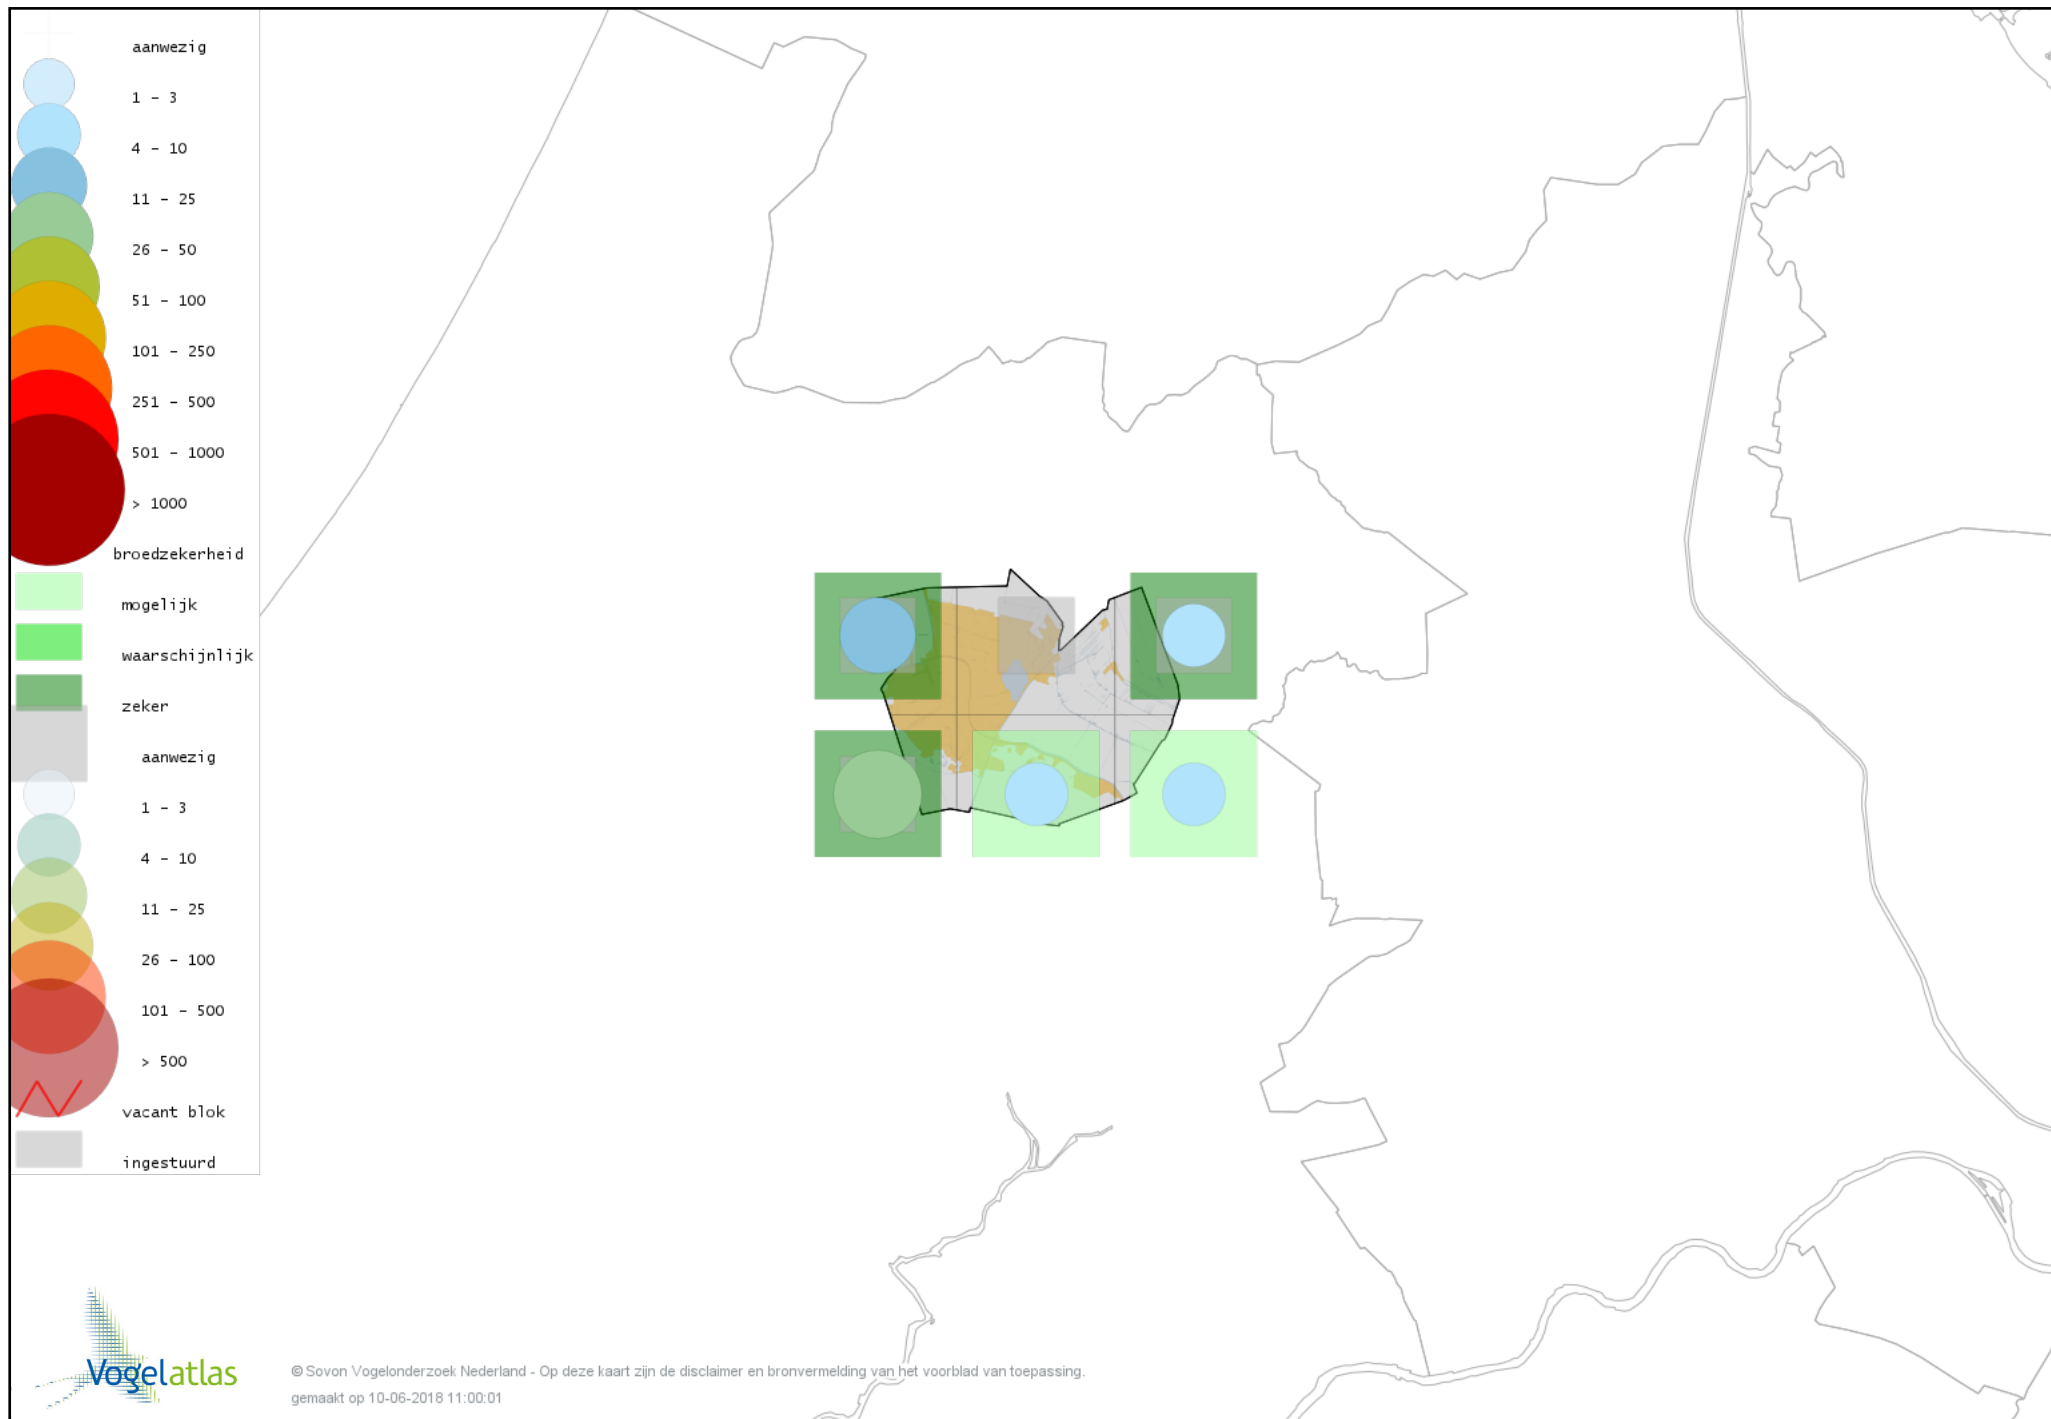 aanwezig
1 - 3
4 - 10
11 - 25
26 - 50
51 - 100
101 - 250
251 - 500
501 - 1000
> 1000
broedzekerheid
mogelijk
waarschijnlijk
zeker
aanwezig
1 - 3
4 - 10
11 - 25
26 - 100
101 - 500
> 500
vacant blok
ingestuurd
Vogelatlas
© Sovon Vogelonderzoek Nederland - Op deze kaart zijn de disclaimer en bronvermelding van het voorblad van toepassing.
gemaakt op 10-06-2018 11:00:01